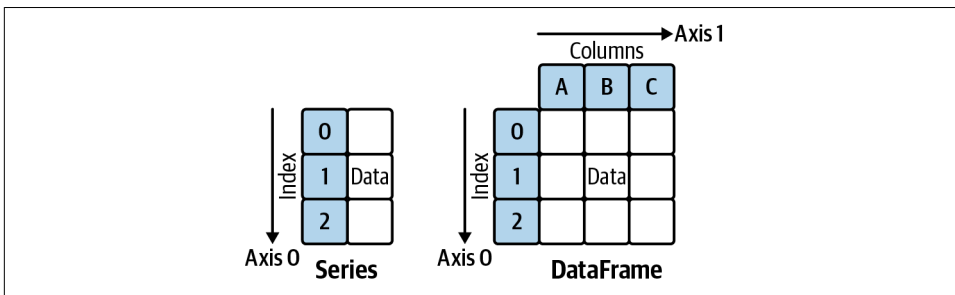 Axis 1
Columns
A B C
0
1 Data
2
Index
Axis 0
Series
0
1 Data
2
Index
Axis 0
DataFrame